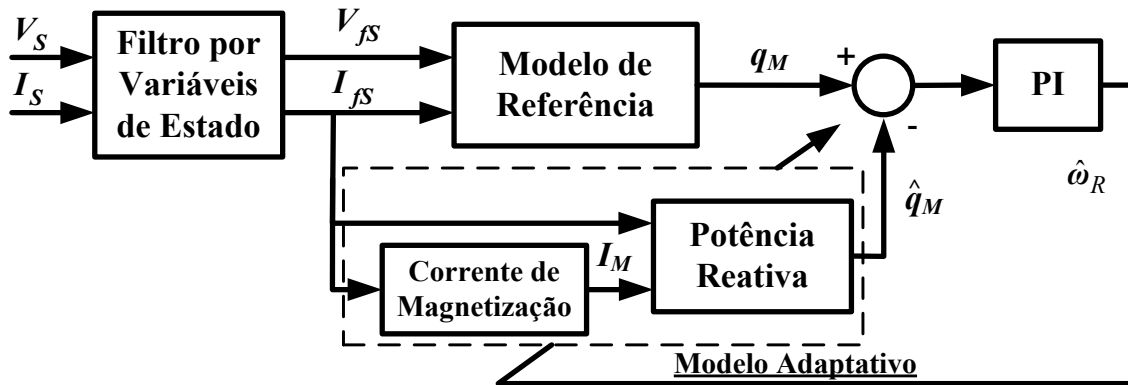 V_S
I_S
Filtro por
Variáveis
de Estado
V_fS
I_fS
Modelo de
Referência
q_M
+
-
PI
ω̂_R
q̂_M
Corrente de
Magnetização
I_M
Potência
Reativa
Modelo Adaptativo